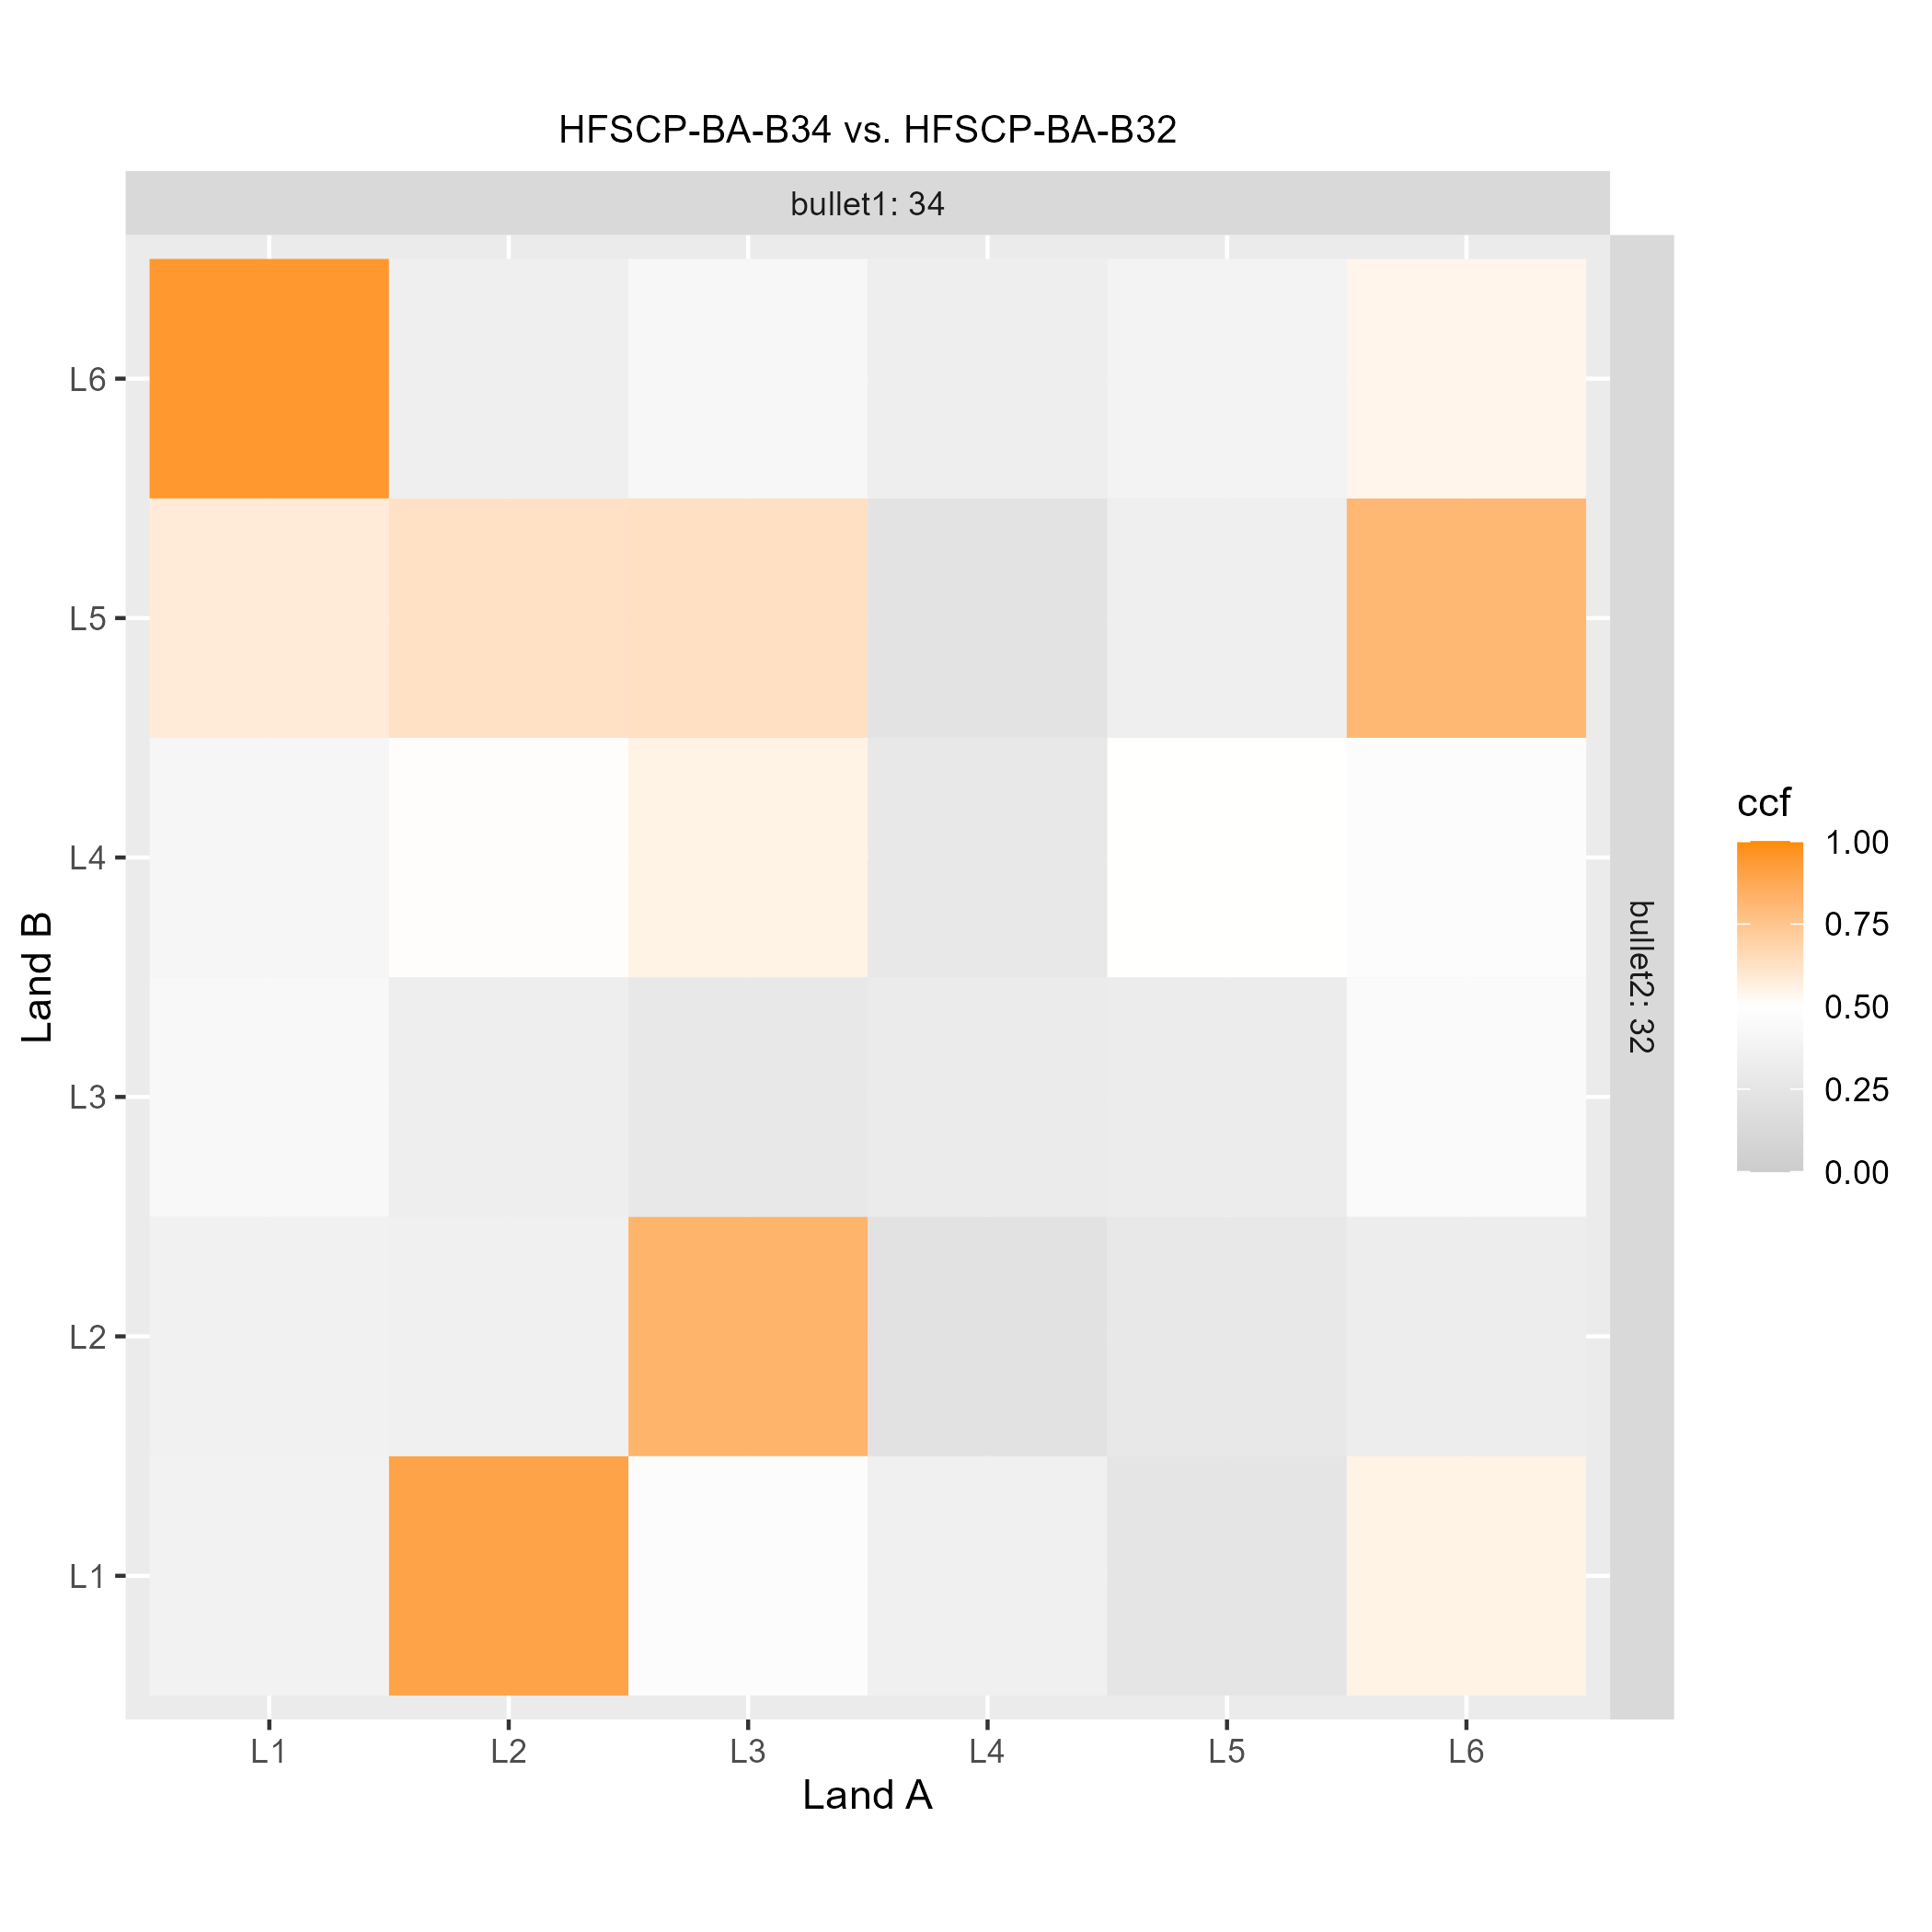 HFSCP-BA-B34 vs. HFSCP-BA-B32
bullet1: 34
L6
L5
L4
L3
L2
L1
Land B
bullet2: 32
L1 L2 L3 L4 L5 L6
Land A
ccf
1.00
0.75
0.50
0.25
0.00